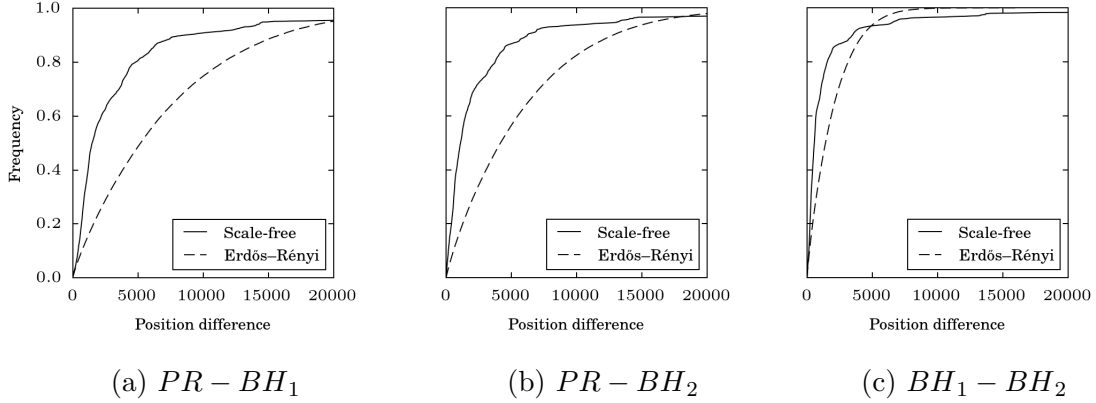 Frequency
1.0
0.8
0.6
0.4
0.2
0.0
Scale-free
Erdős–Rényi
0 5000 10000 15000 20000
Position difference
(a) PR − BH₁
Scale-free
Erdős–Rényi
0 5000 10000 15000 20000
Position difference
(b) PR − BH₂
Scale-free
Erdős–Rényi
0 5000 10000 15000 20000
Position difference
(c) BH₁ − BH₂